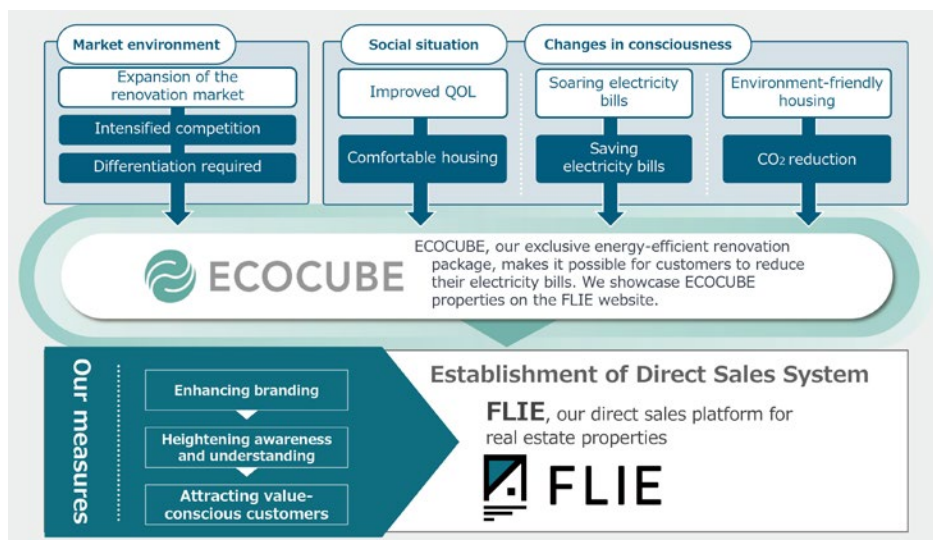 Market environment
Expansion of the
renovation market
Intensified competition
Differentiation required
Social situation
Improved QOL
Comfortable housing
Changes in consciousness
Soaring electricity
bills
Saving
electricity bills
Environment-friendly
housing
CO₂ reduction
ECOCUBE
ECOCUBE, our exclusive energy-efficient renovation
package, makes it possible for customers to reduce
their electricity bills. We showcase ECOCUBE
properties on the FLIE website.
Our measures
Enhancing branding
Heightening awareness
and understanding
Attracting value-
conscious customers
Establishment of Direct Sales System
FLIE, our direct sales platform for
real estate properties
FLIE